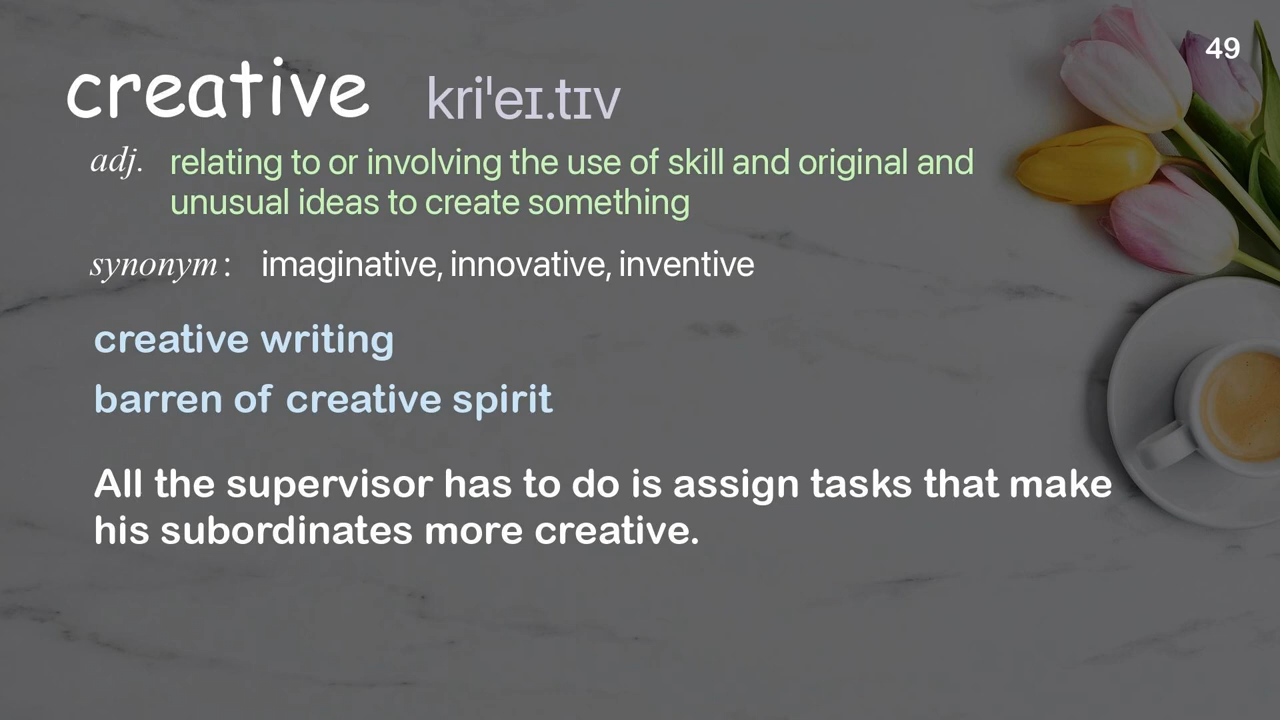 49
creative kri'eɪ.tɪv
adj. relating to or involving the use of skill and original and
unusual ideas to create something
synonym: imaginative, innovative, inventive
creative writing
barren of creative spirit
All the supervisor has to do is assign tasks that make
his subordinates more creative.